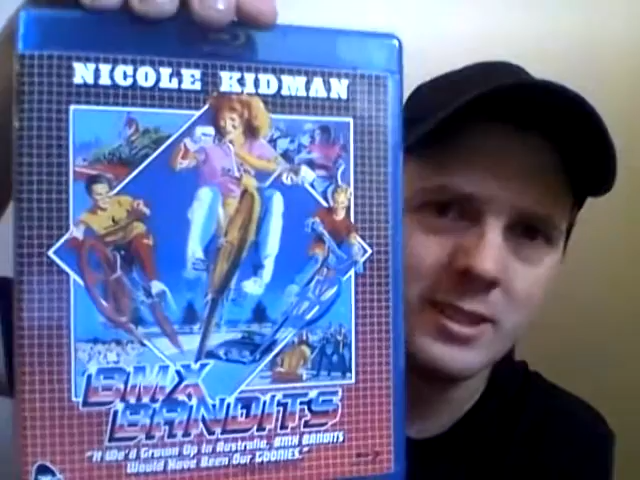 NICOLE KIDMAN
BMX
BANDITS
"If We'd Grown Up In Australia, BMX BANDITS
Would Have Been Our GOONIES."